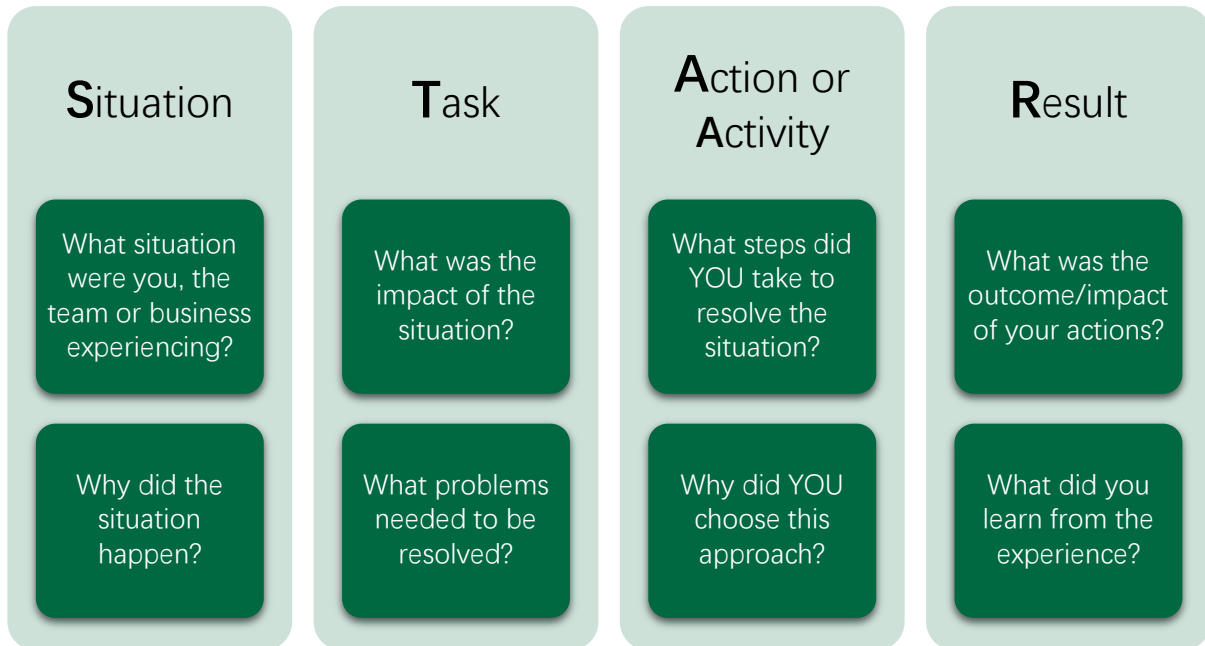 Situation
What situation
were you, the
team or business
experiencing?
Why did the
situation
happen?
Task
What was the
impact of the
situation?
What problems
needed to be
resolved?
Action or
Activity
What steps did
YOU take to
resolve the
situation?
Why did YOU
choose this
approach?
Result
What was the
outcome/impact
of your actions?
What did you
learn from the
experience?